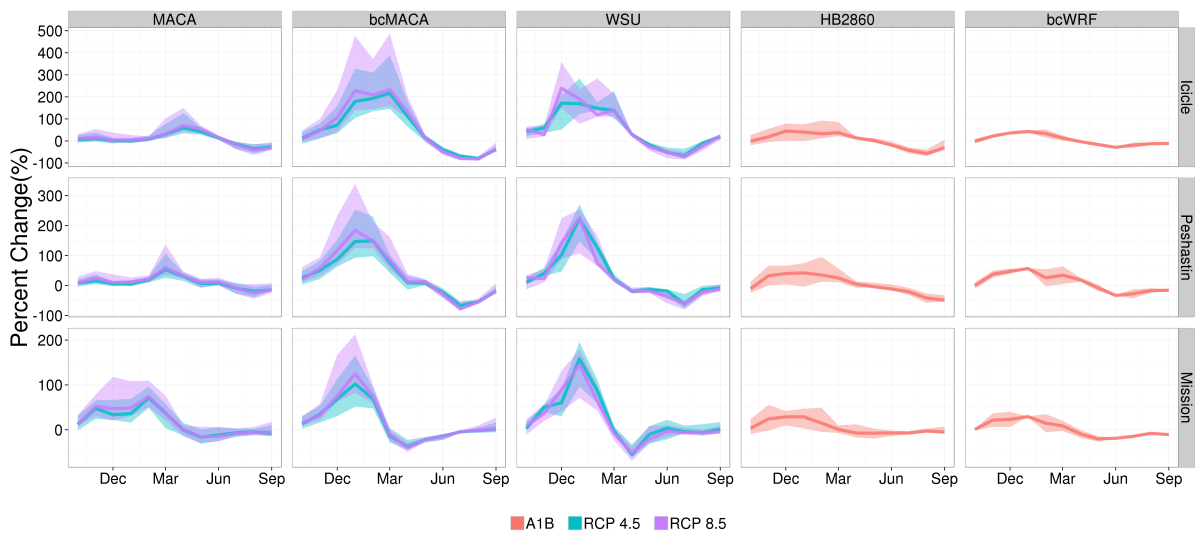 MACA bcMACA WSU HB2860 bcWRF
500
400
300
200
100
0
-100
Icicle
300
200
100
0
-100
Peshastin
200
100
0
Mission
Percent Change(%)
Dec Mar Jun Sep Dec Mar Jun Sep Dec Mar Jun Sep Dec Mar Jun Sep Dec Mar Jun Sep
A1B RCP 4.5 RCP 8.5